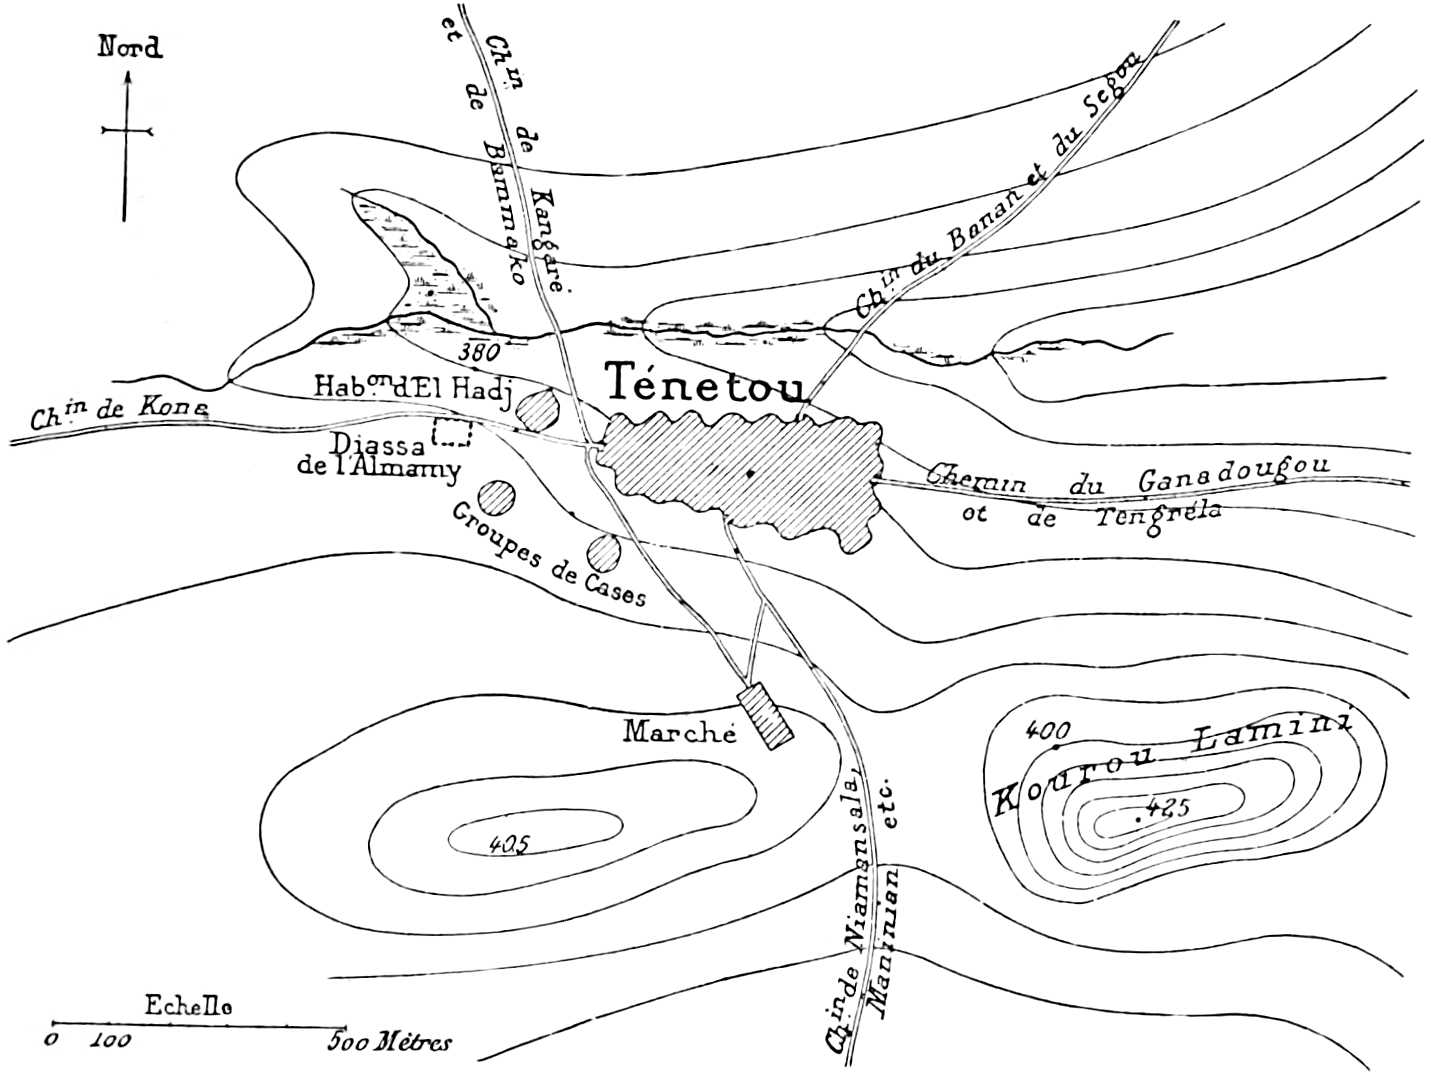 Nord
Ch.in de Kangaré
et de Bammako
Ch.in du Banan et du Segou
380
Ténetou
Hab.on d'El Hadj
Ch.in de Kona
Diassa
de l'Almamy
Chemin du Ganadougou
et de Tengréla
Groupes de Cases
Marché
400
Kourou Lamini
425
405
Ch.in de Niamansala,
Maninian etc.
Echelle
0 100 500 Mètres